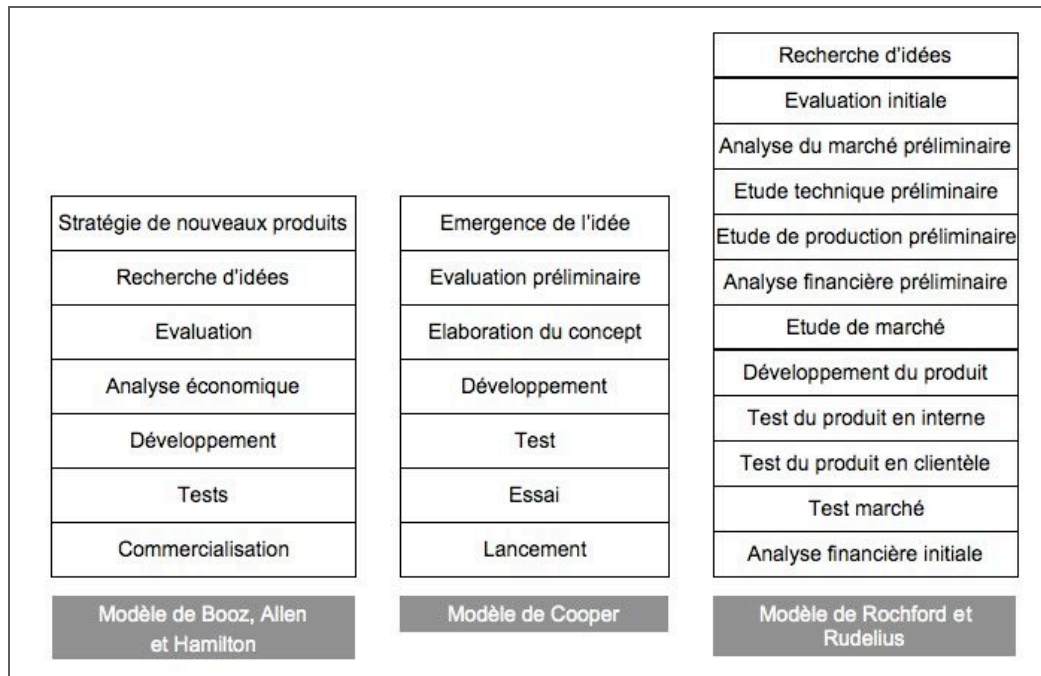 Stratégie de nouveaux produits
Recherche d'idées
Evaluation
Analyse économique
Développement
Tests
Commercialisation
Modèle de Booz, Allen
et Hamilton
Emergence de l'idée
Evaluation préliminaire
Elaboration du concept
Développement
Test
Essai
Lancement
Modèle de Cooper
Recherche d'idées
Evaluation initiale
Analyse du marché préliminaire
Etude technique préliminaire
Etude de production préliminaire
Analyse financière préliminaire
Etude de marché
Développement du produit
Test du produit en interne
Test du produit en clientèle
Test marché
Analyse financière initiale
Modèle de Rochford et
Rudelius